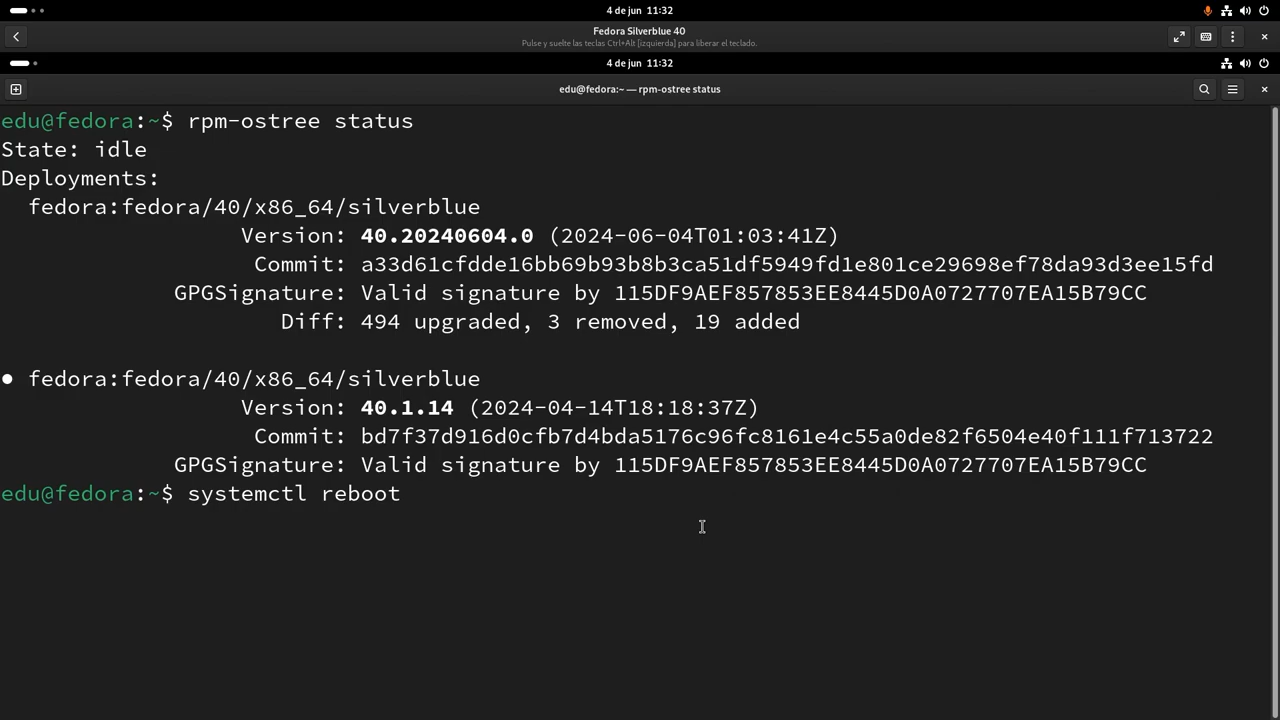 4 de jun 11:32
Fedora Silverblue 40
Pulse y suelte las teclas Ctrl+Alt [izquierda] para liberar el teclado.
4 de jun 11:32
edu@fedora:~ — rpm-ostree status
edu@fedora:~$ rpm-ostree status
State: idle
Deployments:
fedora:fedora/40/x86_64/silverblue
Version: 40.20240604.0 (2024-06-04T01:03:41Z)
Commit: a33d61cfdde16bb69b93b8b3ca51df5949fd1e801ce29698ef78da93d3ee15fd
GPGSignature: Valid signature by 115DF9AEF857853EE8445D0A0727707EA15B79CC
Diff: 494 upgraded, 3 removed, 19 added
● fedora:fedora/40/x86_64/silverblue
Version: 40.1.14 (2024-04-14T18:18:37Z)
Commit: bd7f37d916d0cfb7d4bda5176c96fc8161e4c55a0de82f6504e40f111f713722
GPGSignature: Valid signature by 115DF9AEF857853EE8445D0A0727707EA15B79CC
edu@fedora:~$ systemctl reboot